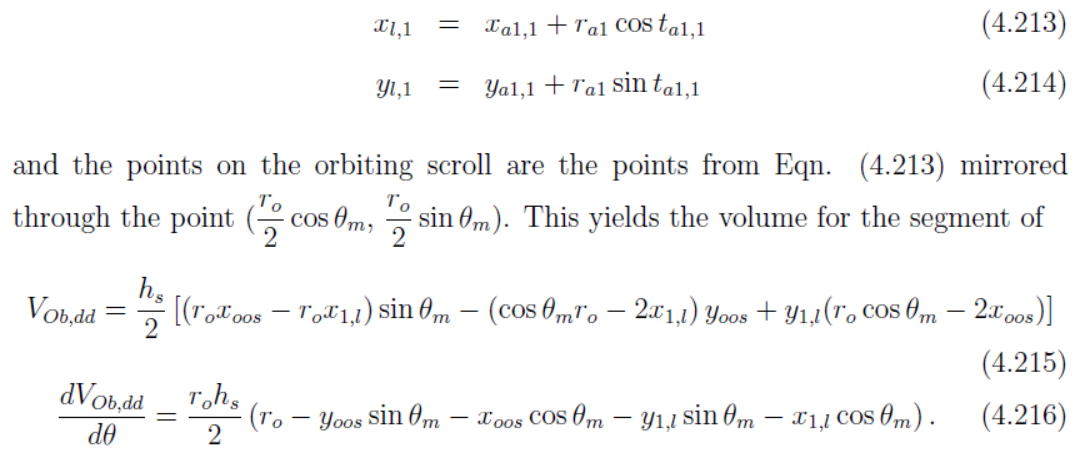 x_{l,1} = x_{a1,1} + r_{a1} cos t_{a1,1} (4.213)
y_{l,1} = y_{a1,1} + r_{a1} sin t_{a1,1} (4.214)
and the points on the orbiting scroll are the points from Eqn. (4.213) mirrored
through the point (\frac{r_o}{2} cos θ_m, \frac{r_o}{2} sin θ_m). This yields the volume for the segment of
V_{Ob,dd} = \frac{h_s}{2} [(r_o x_{oos} − r_o x_{1,l}) sin θ_m − (cos θ_m r_o − 2x_{1,l}) y_{oos} + y_{1,l}(r_o cos θ_m − 2x_{oos})]
(4.215)
\frac{dV_{Ob,dd}}{dθ} = \frac{r_o h_s}{2} (r_o − y_{oos} sin θ_m − x_{oos} cos θ_m − y_{1,l} sin θ_m − x_{1,l} cos θ_m). (4.216)